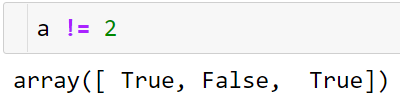 a != 2
array([ True, False,  True])